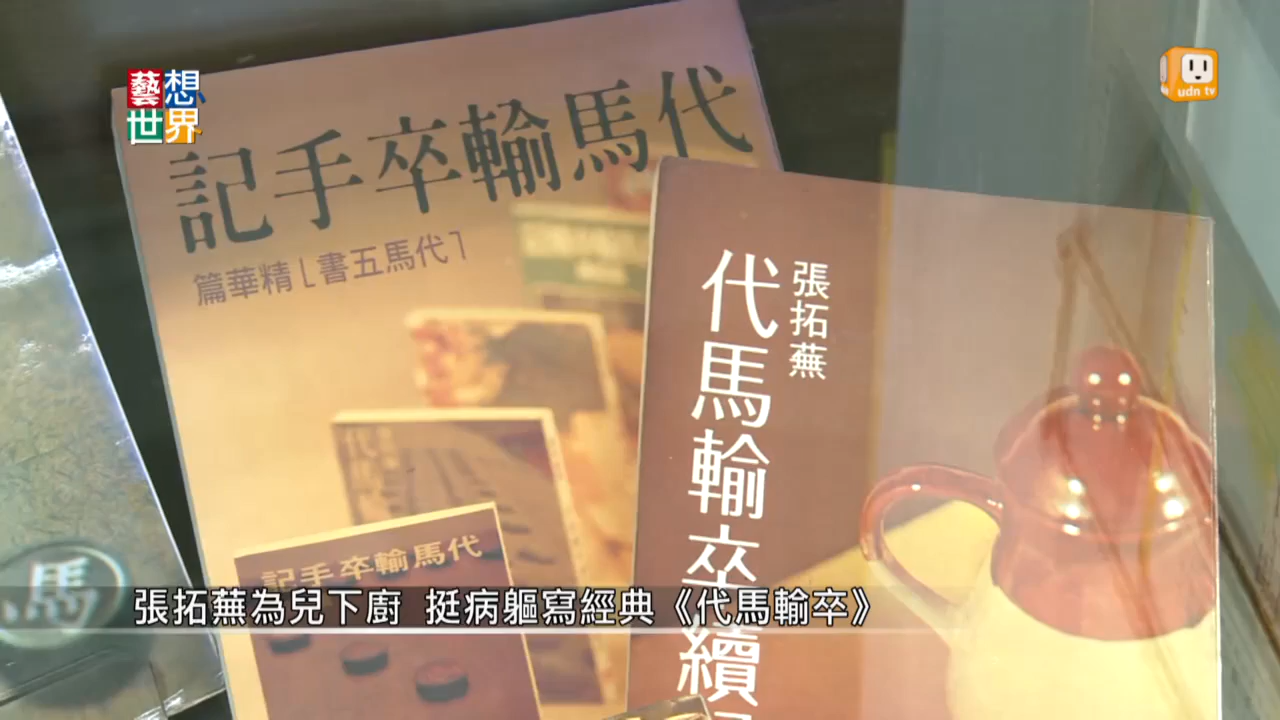 藝想
世界
udn tv
代馬輸卒手記
「代馬五書」精華篇
張拓蕪
代馬輸卒續
代馬輸卒手記
馬
張拓蕪為兒下廚 挺病軀寫經典《代馬輸卒》